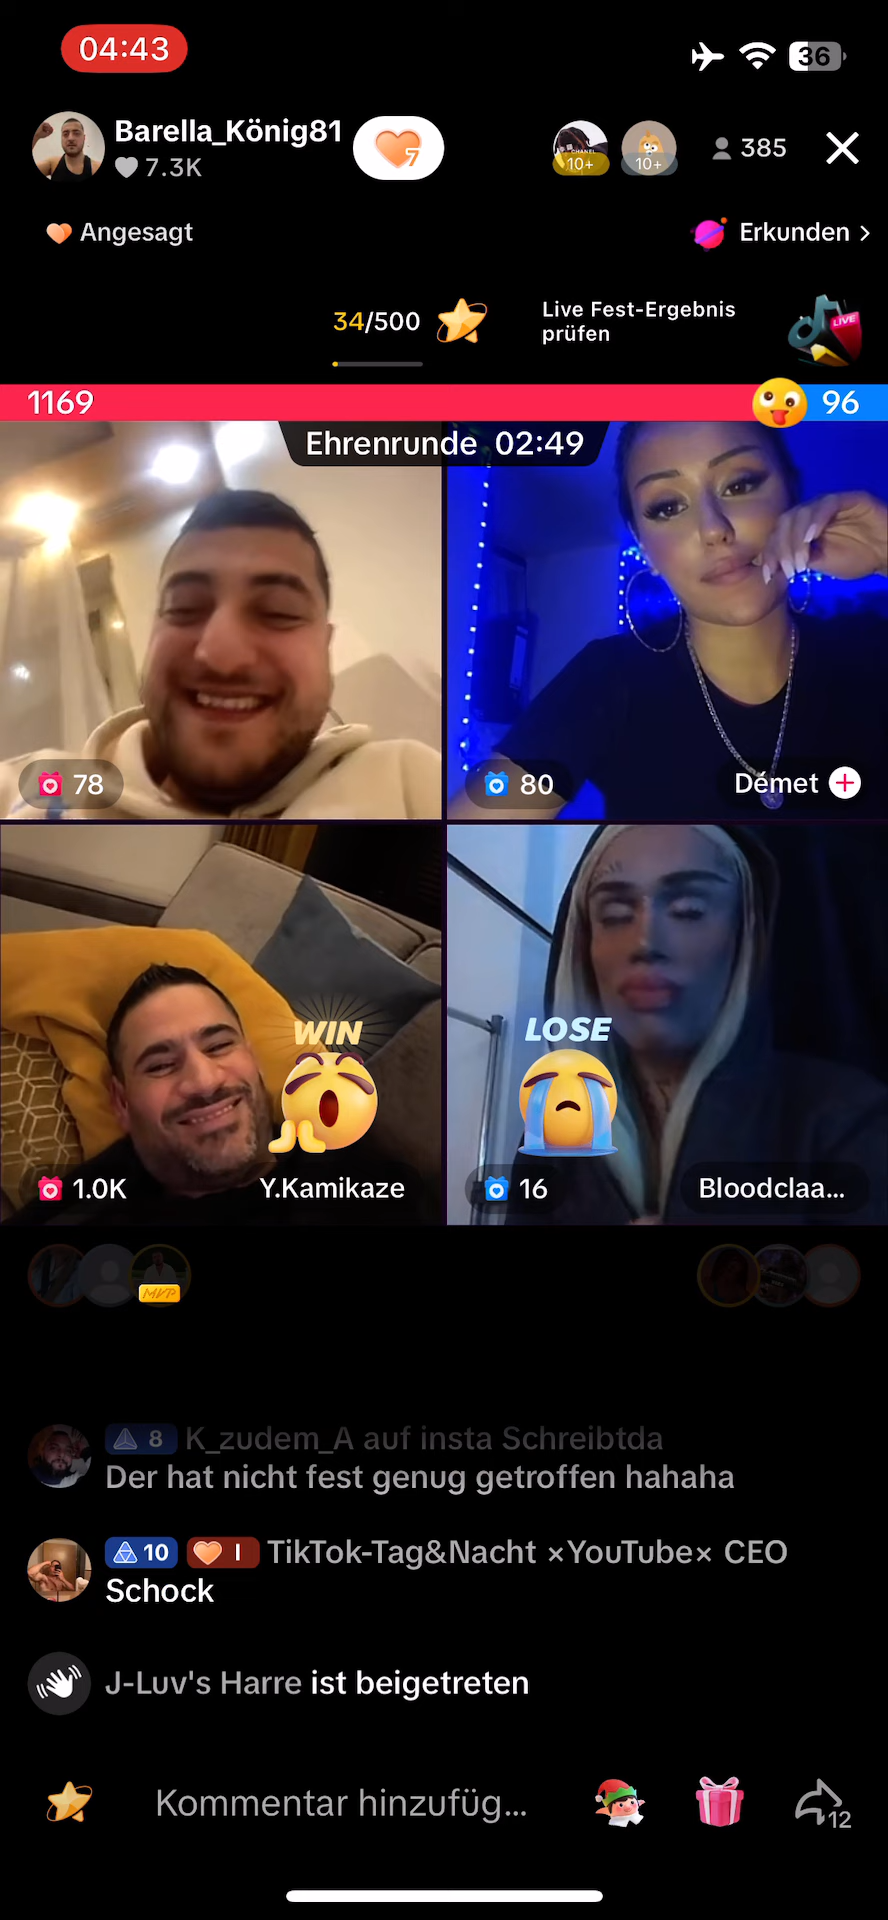 04:43
36
Barella_König81
7.3K
7
10+
10+
385
Angesagt
Erkunden >
34/500
Live Fest-Ergebnis
prüfen
LIVE
1169
96
Ehrenrunde 02:49
78
80
Démet
WIN
LOSE
1.0K
Y.Kamikaze
16
Bloodclaa...
MVP
8 K_zudem_A auf insta Schreibtda
Der hat nicht fest genug getroffen hahaha
10 I TikTok-Tag&Nacht ×YouTube× CEO
Schock
J-Luv's Harre ist beigetreten
Kommentar hinzufüg...
12